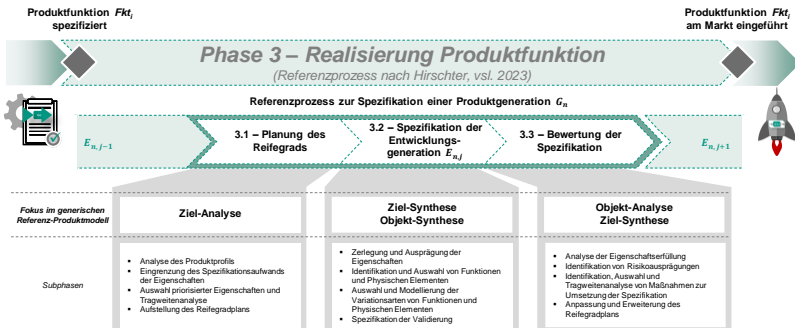 Produktfunktion Fkt_i
spezifiziert
Produktfunktion Fkt_i
am Markt eingeführt
Phase 3 – Realisierung Produktfunktion
(Referenzprozess nach Hirschter, vsl. 2023)
Referenzprozess zur Spezifikation einer Produktgeneration G_n
E_{n,j−1}
3.1 – Planung des
Reifegrads
3.2 – Spezifikation der
Entwicklungs-
generation E_{n,j}
3.3 – Bewertung der
Spezifikation
E_{n,j+1}
Fokus im generischen
Referenz-Produktmodell
Ziel-Analyse
Ziel-Synthese
Objekt-Synthese
Objekt-Analyse
Ziel-Synthese
Subphasen
▪ Analyse des Produktprofils
▪ Eingrenzung des Spezifikationsaufwands
der Eigenschaften
▪ Auswahl priorisierter Eigenschaften und
Tragweitenanalyse
▪ Aufstellung des Reifegradplans
▪ Zerlegung und Ausprägung der
Eigenschaften
▪ Identifikation und Auswahl von Funktionen
und Physischen Elementen
▪ Auswahl und Modellierung der
Variationsarten von Funktionen und
Physischen Elementen
▪ Spezifikation der Validierung
▪ Analyse der Eigenschaftserfüllung
▪ Identifikation von Risikoausprägungen
▪ Identifikation, Auswahl und
Tragweitenanalyse von Maßnahmen zur
Umsetzung der Spezifikation
▪ Anpassung und Erweiterung des
Reifegradplans